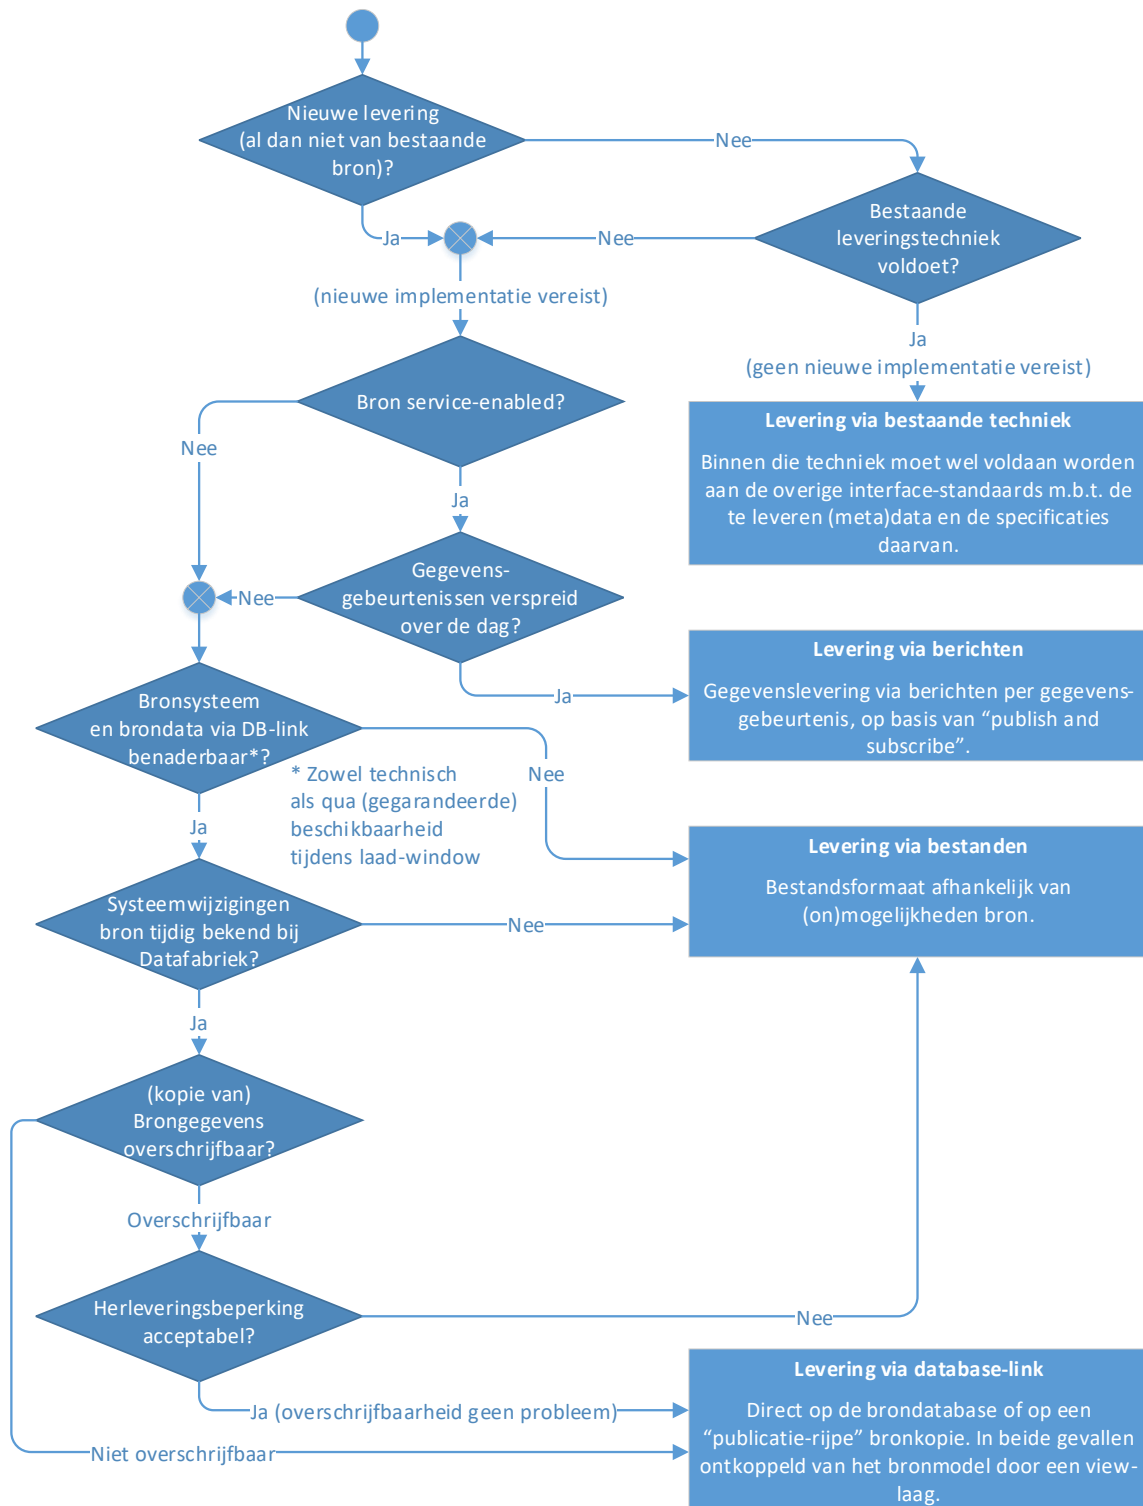 Nieuwe levering
(al dan niet van bestaande
bron)?
Nee
Bestaande
leveringstechniek
voldoet?
Ja
Nee
(nieuwe implementatie vereist)
Ja
(geen nieuwe implementatie vereist)
Bron service-enabled?
Levering via bestaande techniek
Binnen die techniek moet wel voldaan worden
aan de overige interface-standaards m.b.t. de
te leveren (meta)data en de specificaties
daarvan.
Nee
Ja
Gegevens-
gebeurtenissen verspreid
over de dag?
Nee
Ja
Levering via berichten
Gegevenslevering via berichten per gegevens-
gebeurtenis, op basis van “publish and
subscribe”.
Bronsysteem
en brondata via DB-link
benaderbaar*?
Nee
* Zowel technisch
als qua (gegarandeerde)
beschikbaarheid
tijdens laad-window
Ja
Levering via bestanden
Bestandsformaat afhankelijk van
(on)mogelijkheden bron.
Systeemwijzigingen
bron tijdig bekend bij
Datafabriek?
Nee
Ja
(kopie van)
Brongegevens
overschrijfbaar?
Overschrijfbaar
Herleveringsbeperking
acceptabel?
Nee
Ja (overschrijfbaarheid geen probleem)
Niet overschrijfbaar
Levering via database-link
Direct op de brondatabase of op een
“publicatie-rijpe” bronkopie. In beide gevallen
ontkoppeld van het bronmodel door een view-
laag.